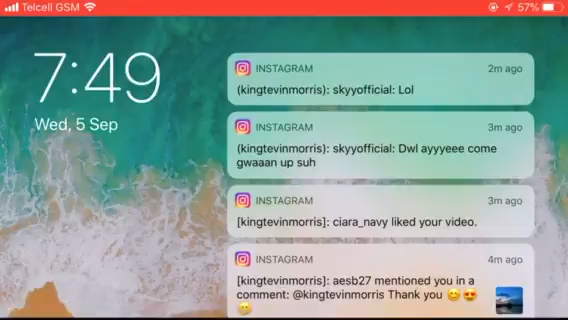 Telcell GSM 57%
7:49
Wed, 5 Sep
INSTAGRAM 2m ago
(kingtevinmorris): skyyofficial: Lol
INSTAGRAM 3m ago
(kingtevinmorris): skyyofficial: Dwl ayyyeee come
gwaaan up suh
INSTAGRAM 3m ago
[kingtevinmorris]: ciara_navy liked your video.
INSTAGRAM 4m ago
[kingtevinmorris]: aesb27 mentioned you in a
comment: @kingtevinmorris Thank you 😊😍